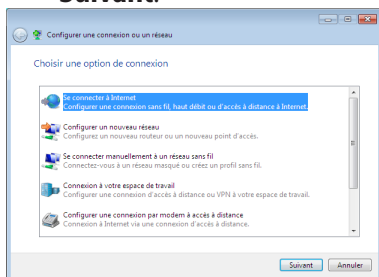 Suivant.
Configurer une connexion ou un réseau
Choisir une option de connexion
Se connecter à Internet
Configurer une connexion sans fil, haut débit ou d'accès à distance à Internet.
Configurer un nouveau réseau
Configurez un nouveau routeur ou un nouveau point d'accès.
Se connecter manuellement à un réseau sans fil
Connectez-vous à un réseau masqué ou créez un profil sans fil.
Connexion à votre espace de travail
Configurer une connexion d'accès à distance ou VPN à votre espace de travail.
Configurer une connexion par modem à accès à distance
Connexion à Internet via une connexion d'accès à distance.
Suivant Annuler